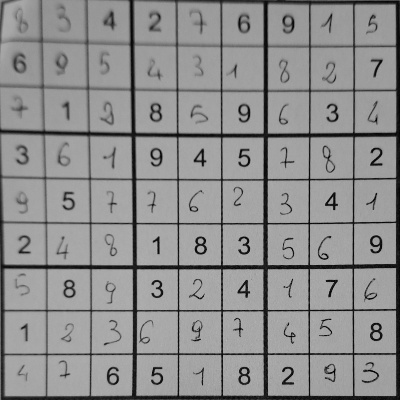 8 3 4 2 7 6 9 1 5
6 9 5 4 3 1 8 2 7
7 1 2 8 5 9 6 3 4
3 6 1 9 4 5 7 8 2
9 5 7 7 6 2 3 4 1
2 4 8 1 8 3 5 6 9
5 8 9 3 2 4 1 7 6
1 2 3 6 9 7 4 5 8
4 7 6 5 1 8 2 9 3